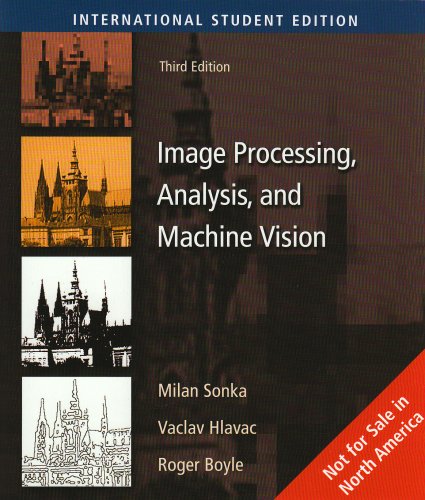 INTERNATIONAL STUDENT EDITION
Third Edition
Image Processing,
Analysis, and
Machine Vision
Milan Sonka
Vaclav Hlavac
Roger Boyle
Not for Sale in
North America